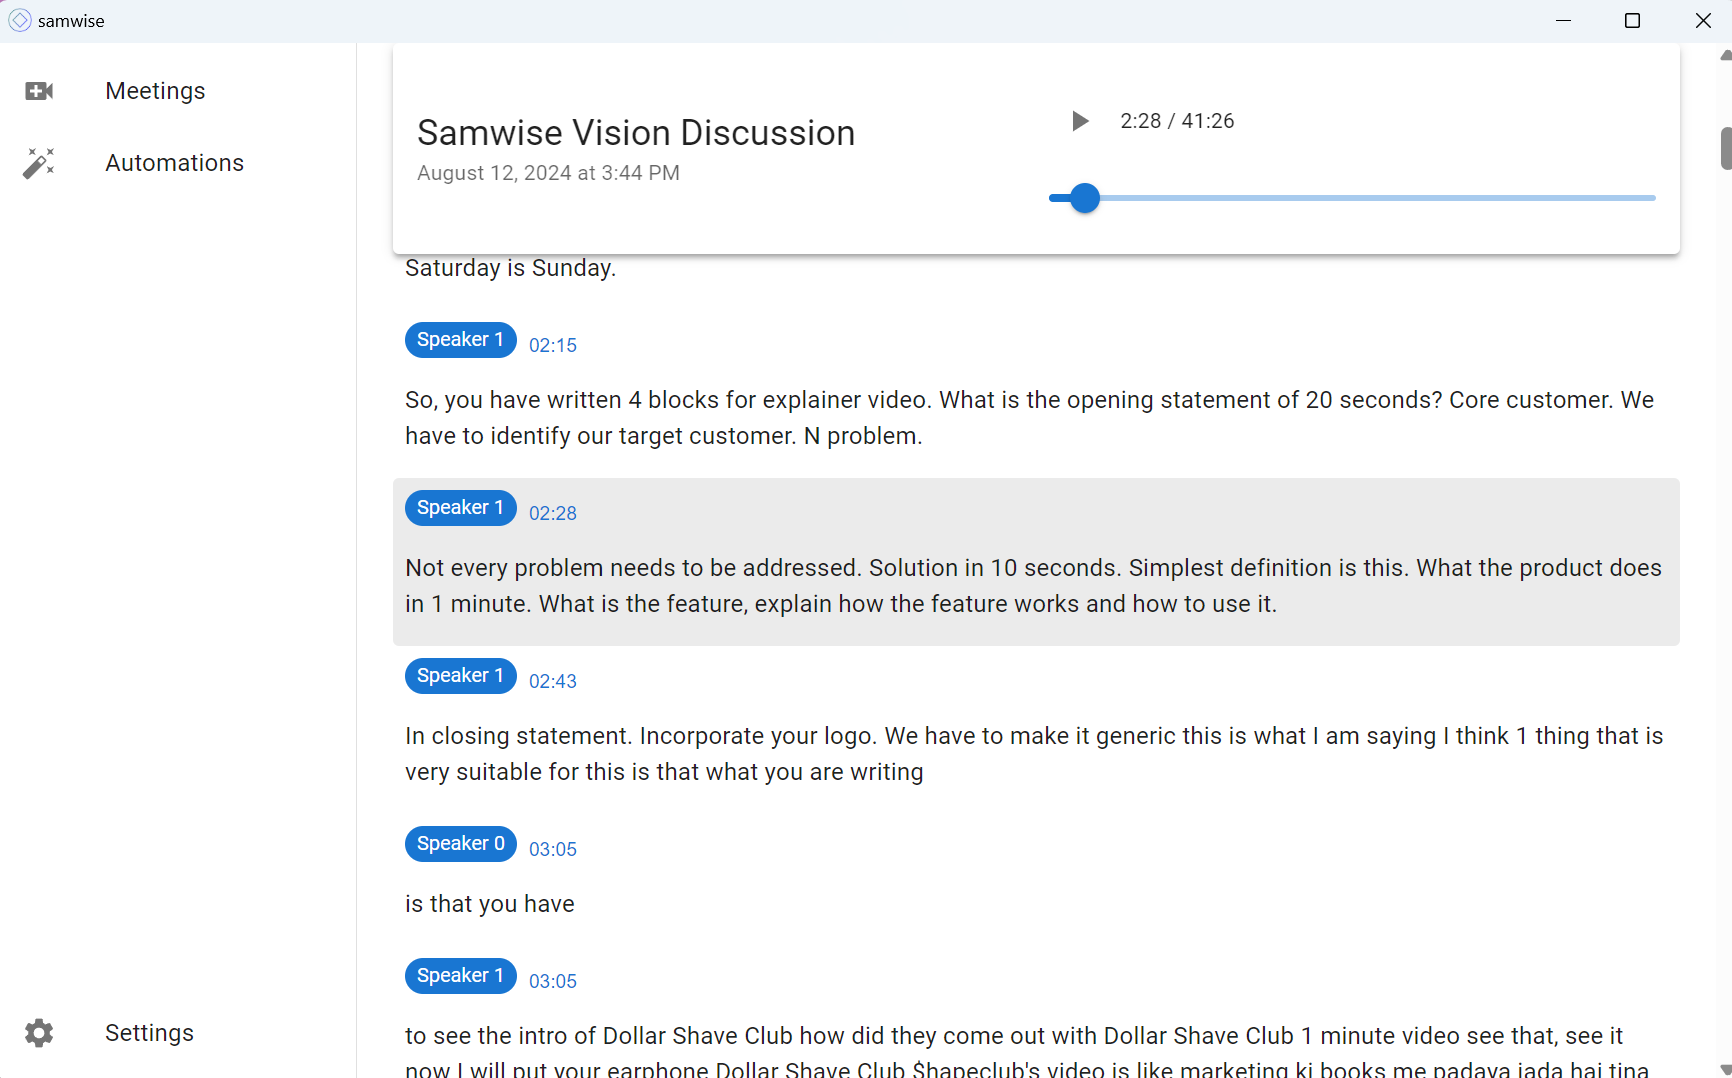 samwise
Meetings
Automations
Samwise Vision Discussion
August 12, 2024 at 3:44 PM
2:28 / 41:26
Saturday is Sunday.
Speaker 1 02:15
So, you have written 4 blocks for explainer video. What is the opening statement of 20 seconds? Core customer. We
have to identify our target customer. N problem.
Speaker 1 02:28
Not every problem needs to be addressed. Solution in 10 seconds. Simplest definition is this. What the product does
in 1 minute. What is the feature, explain how the feature works and how to use it.
Speaker 1 02:43
In closing statement. Incorporate your logo. We have to make it generic this is what I am saying I think 1 thing that is
very suitable for this is that what you are writing
Speaker 0 03:05
is that you have
Speaker 1 03:05
to see the intro of Dollar Shave Club how did they come out with Dollar Shave Club 1 minute video see that, see it
now I will put your earphone Dollar Shave Club $hapeclub's video is like marketing ki books me padaya jada hai tina
Settings